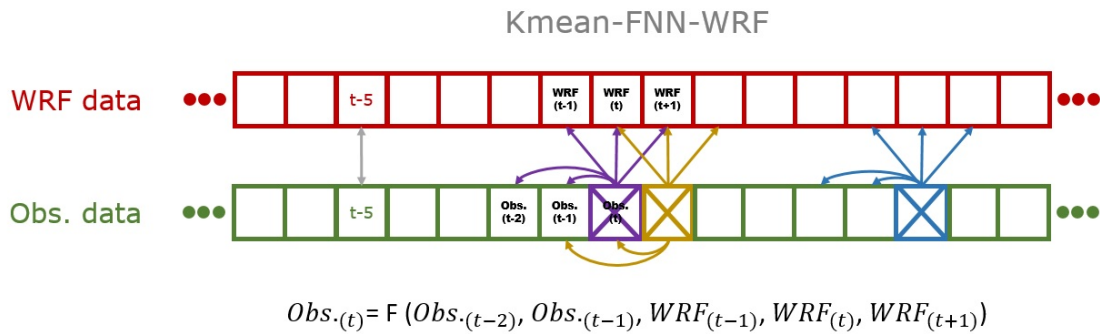 Kmean-FNN-WRF
WRF data
t-5
WRF
(t-1)
WRF
(t)
WRF
(t+1)
Obs. data
t-5
Obs.
(t-2)
Obs.
(t-1)
Obs.
(t)
Obs.(t)= F (Obs.(t−2), Obs.(t−1), WRF(t−1), WRF(t), WRF(t+1))